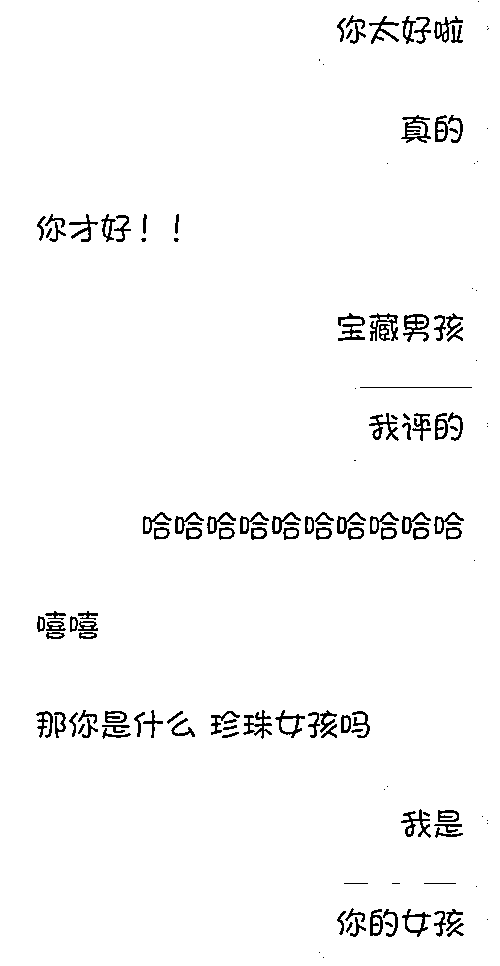 你太好啦
真的
你才好！！
宝藏男孩
我评的
哈哈哈哈哈哈哈哈哈哈
嘻嘻
那你是什么 珍珠女孩吗
我是
你的女孩